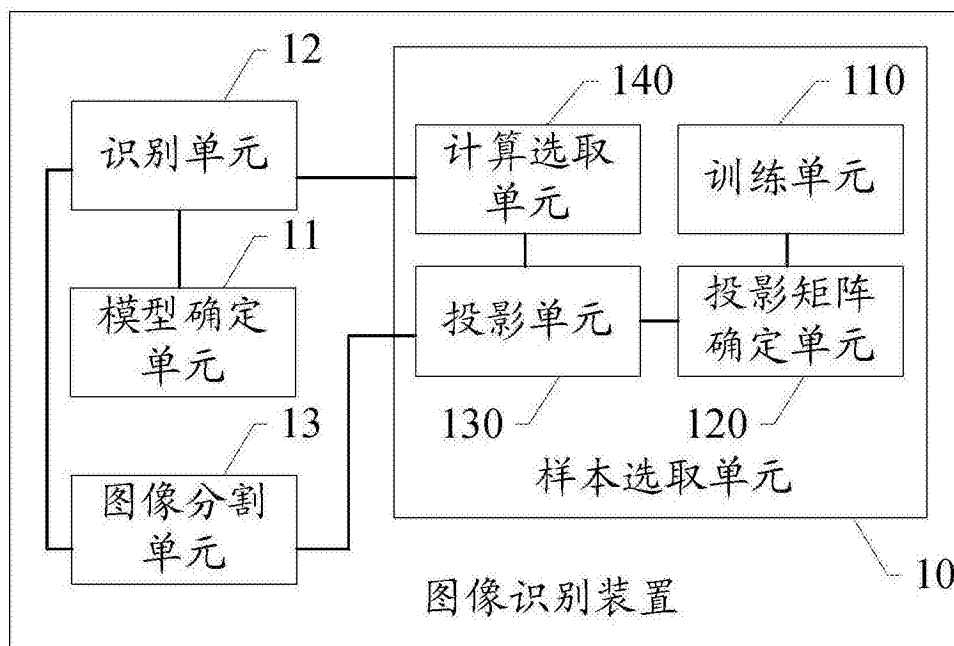 12
140
110
识别单元
计算选取
单元
训练单元
11
模型确定
单元
投影单元
投影矩阵
确定单元
13
130
120
图像分割
单元
样本选取单元
10
图像识别装置